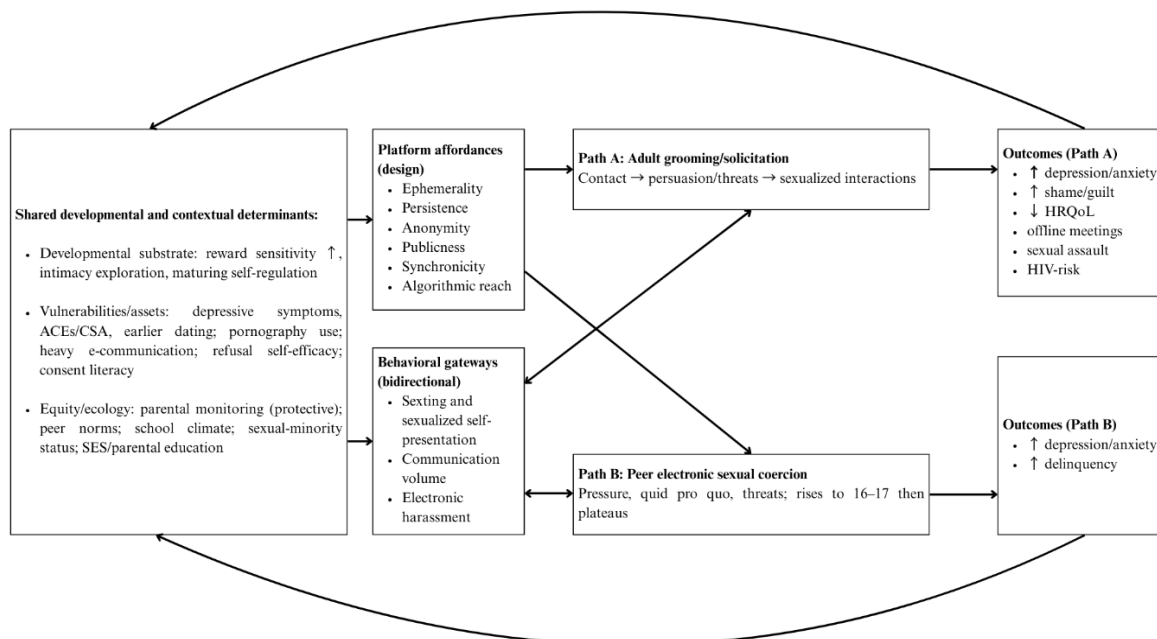 Shared developmental and contextual determinants:
• Developmental substrate: reward sensitivity ↑,
intimacy exploration, maturing self-regulation
• Vulnerabilities/assets: depressive symptoms,
ACEs/CSA, earlier dating; pornography use;
heavy e-communication; refusal self-efficacy;
consent literacy
• Equity/ecology: parental monitoring (protective);
peer norms; school climate; sexual-minority
status; SES/parental education
Platform affordances
(design)
• Ephemerality
• Persistence
• Anonymity
• Publicness
• Synchronicity
• Algorithmic reach
Behavioral gateways
(bidirectional)
• Sexting and
sexualized self-
presentation
• Communication
volume
• Electronic
harassment
Path A: Adult grooming/solicitation
Contact → persuasion/threats → sexualized interactions
Path B: Peer electronic sexual coercion
Pressure, quid pro quo, threats; rises to 16–17 then
plateaus
Outcomes (Path A)
• ↑ depression/anxiety
• ↑ shame/guilt
• ↓ HRQoL
• offline meetings
• sexual assault
• HIV-risk
Outcomes (Path B)
• ↑ depression/anxiety
• ↑ delinquency